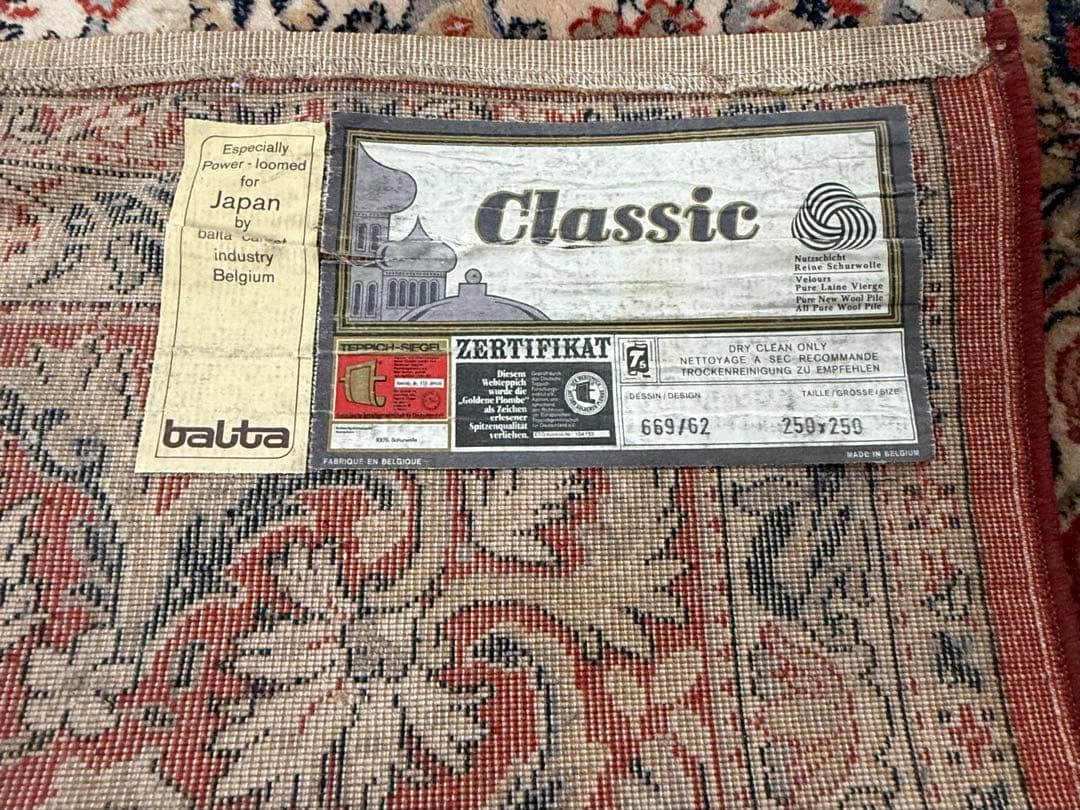 Especially
Power-loomed
for
Japan
by
balta carpet
industry
Belgium
balta
Classic
Nutzschicht
Reine Schurwolle
Velours
Pure Laine Vierge
Pure New Wool Pile
All Pure Wool Pile
TEPPICH-SIEGEL
100% Schurwolle
ZERTIFIKAT
Diesem
Webteppich
wurde die
„Goldene Plombe"
als Zeichen
erlesener
Spitzenqualität
verliehen.
DRY CLEAN ONLY
NETTOYAGE A SEC RECOMMANDE
TROCKENREINIGUNG ZU EMPFEHLEN
DESSIN/DESIGN
TAILLE/GRÖSSE/SIZE
669/62
250x250
FABRIQUE EN BELGIQUE
MADE IN BELGIUM